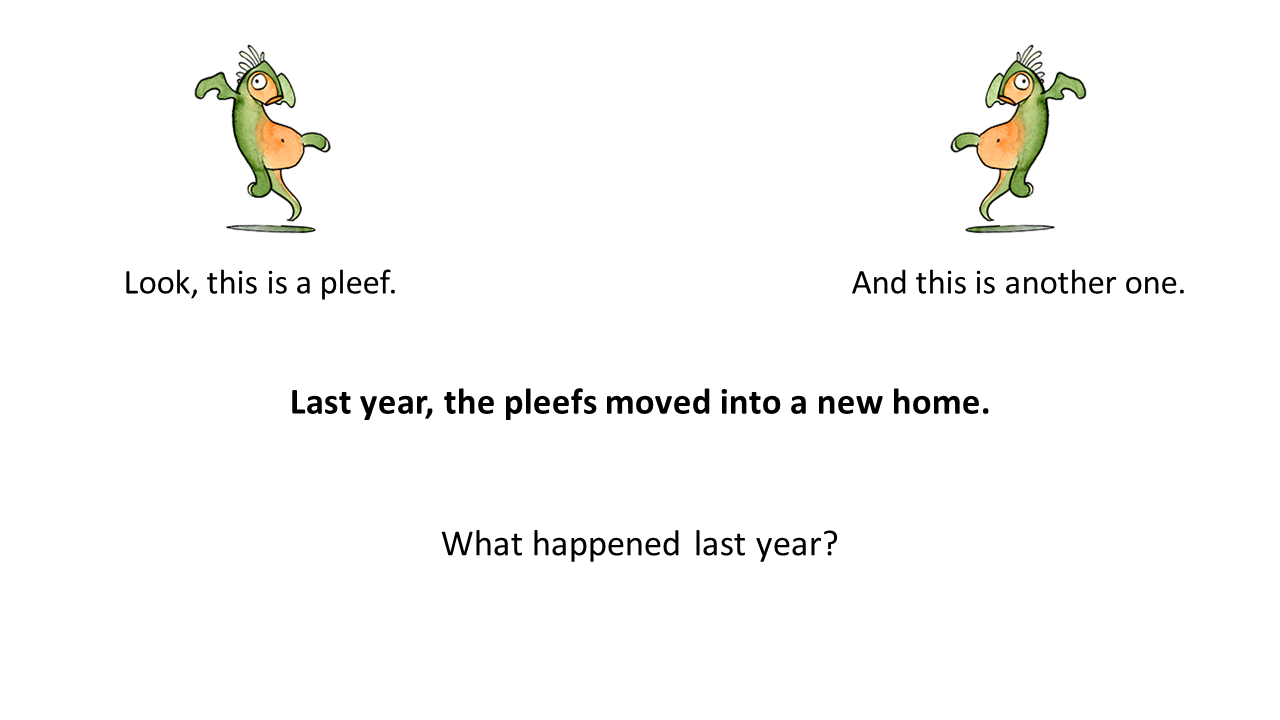 Look, this is a pleef.
And this is another one.
Last year, the pleefs moved into a new home.
What happened last year?